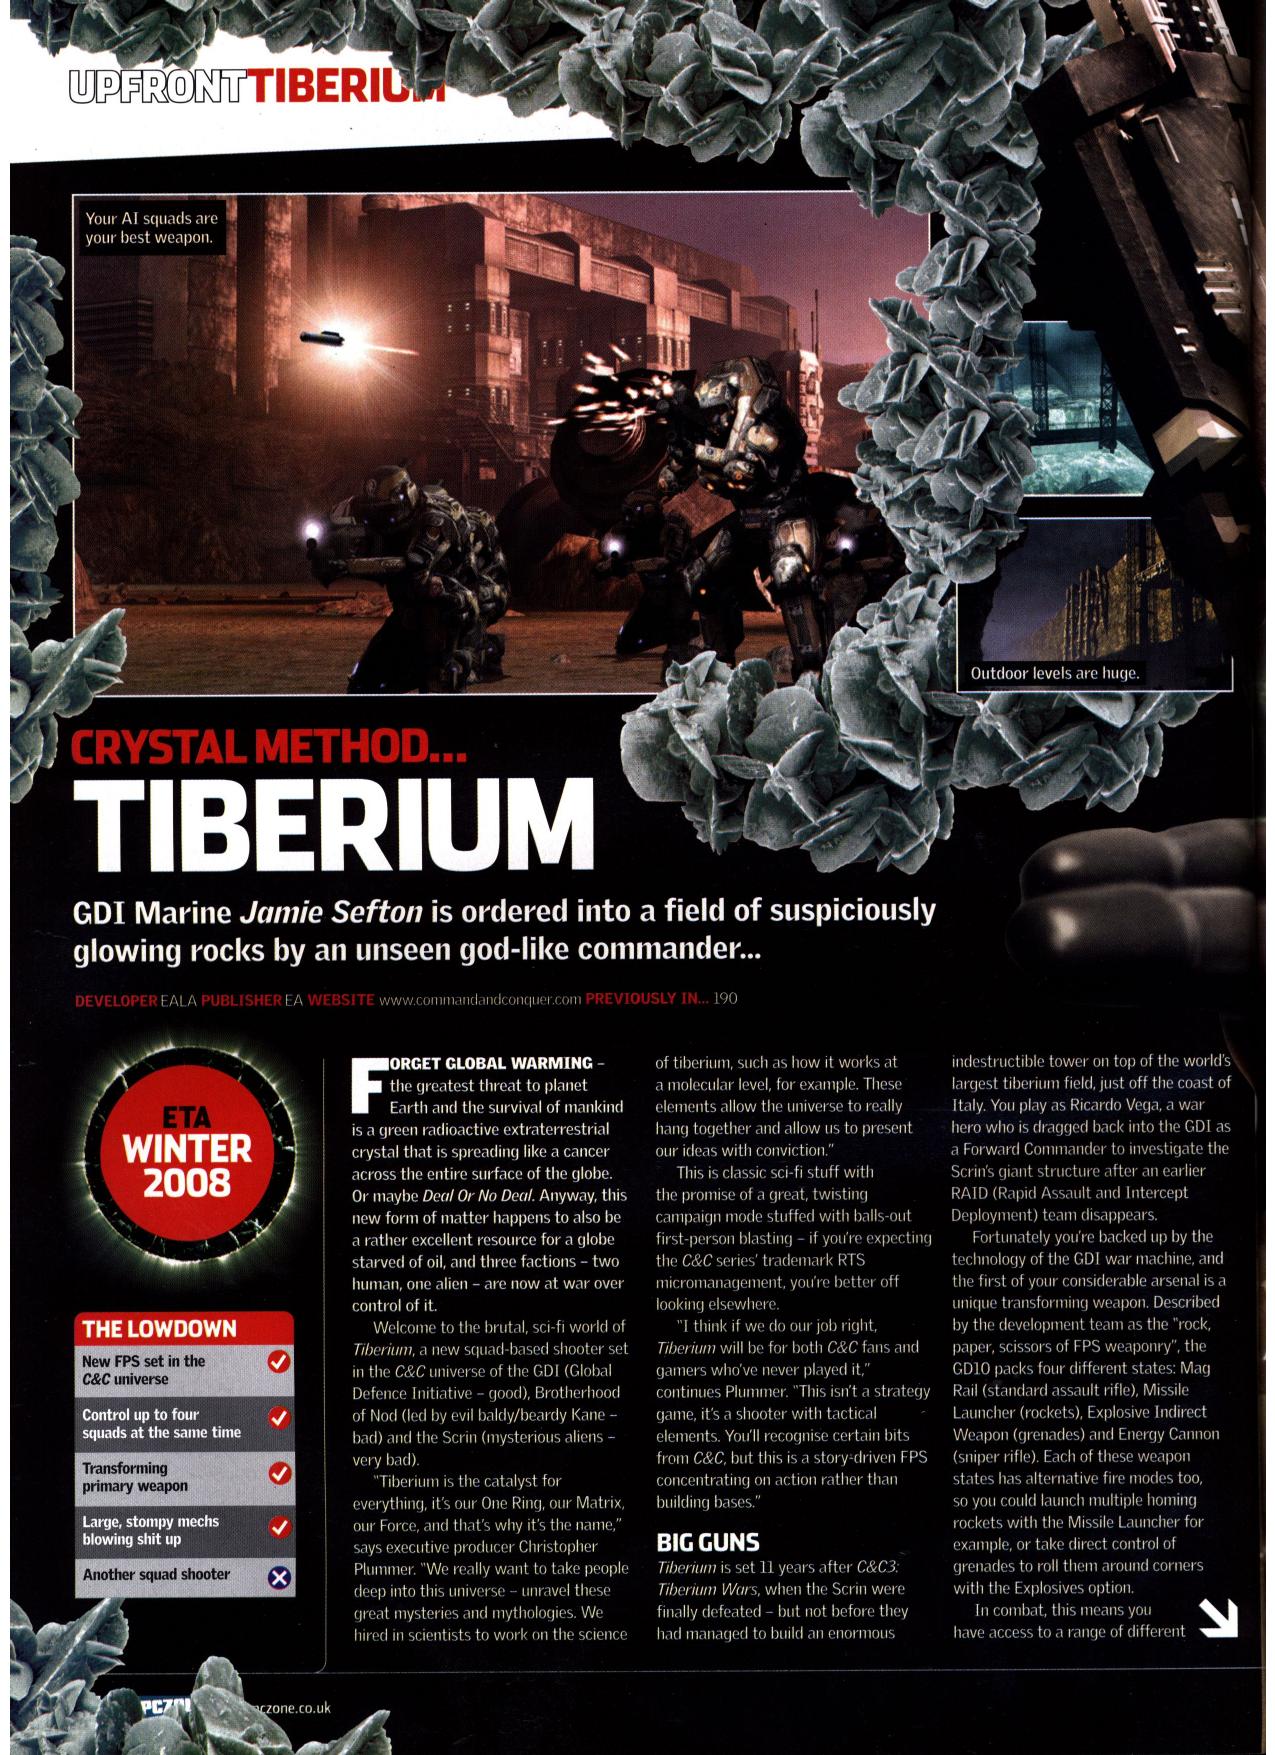 UPFRONTTIBERIUM
Your AI squads are
your best weapon.
Outdoor levels are huge.
CRYSTAL METHOD...
TIBERIUM
GDI Marine Jamie Sefton is ordered into a field of suspiciously
glowing rocks by an unseen god-like commander...
DEVELOPER EALA PUBLISHER EA WEBSITE www.commandandconquer.com PREVIOUSLY IN... 190
ETA
WINTER
2008
THE LOWDOWN
New FPS set in the
C&C universe
Control up to four
squads at the same time
Transforming
primary weapon
Large, stompy mechs
blowing shit up
Another squad shooter
FORGET GLOBAL WARMING –
the greatest threat to planet
Earth and the survival of mankind
is a green radioactive extraterrestrial
crystal that is spreading like a cancer
across the entire surface of the globe.
Or maybe Deal Or No Deal. Anyway, this
new form of matter happens to also be
a rather excellent resource for a globe
starved of oil, and three factions – two
human, one alien – are now at war over
control of it.
Welcome to the brutal, sci-fi world of
Tiberium, a new squad-based shooter set
in the C&C universe of the GDI (Global
Defence Initiative – good), Brotherhood
of Nod (led by evil baldy/beardy Kane –
bad) and the Scrin (mysterious aliens –
very bad).
"Tiberium is the catalyst for
everything, it's our One Ring, our Matrix,
our Force, and that's why it's the name,"
says executive producer Christopher
Plummer. "We really want to take people
deep into this universe – unravel these
great mysteries and mythologies. We
hired in scientists to work on the science
of tiberium, such as how it works at
a molecular level, for example. These
elements allow the universe to really
hang together and allow us to present
our ideas with conviction."
This is classic sci-fi stuff with
the promise of a great, twisting
campaign mode stuffed with balls-out
first-person blasting – if you're expecting
the C&C series' trademark RTS
micromanagement, you're better off
looking elsewhere.
"I think if we do our job right,
Tiberium will be for both C&C fans and
gamers who've never played it,"
continues Plummer. "This isn't a strategy
game, it's a shooter with tactical
elements. You'll recognise certain bits
from C&C, but this is a story-driven FPS
concentrating on action rather than
building bases."
BIG GUNS
Tiberium is set 11 years after C&C3:
Tiberium Wars, when the Scrin were
finally defeated – but not before they
had managed to build an enormous
indestructible tower on top of the world's
largest tiberium field, just off the coast of
Italy. You play as Ricardo Vega, a war
hero who is dragged back into the GDI as
a Forward Commander to investigate the
Scrin's giant structure after an earlier
RAID (Rapid Assault and Intercept
Deployment) team disappears.
Fortunately you're backed up by the
technology of the GDI war machine, and
the first of your considerable arsenal is a
unique transforming weapon. Described
by the development team as the "rock,
paper, scissors of FPS weaponry", the
GD10 packs four different states: Mag
Rail (standard assault rifle), Missile
Launcher (rockets), Explosive Indirect
Weapon (grenades) and Energy Cannon
(sniper rifle). Each of these weapon
states has alternative fire modes too,
so you could launch multiple homing
rockets with the Missile Launcher for
example, or take direct control of
grenades to roll them around corners
with the Explosives option.
In combat, this means you
have access to a range of different